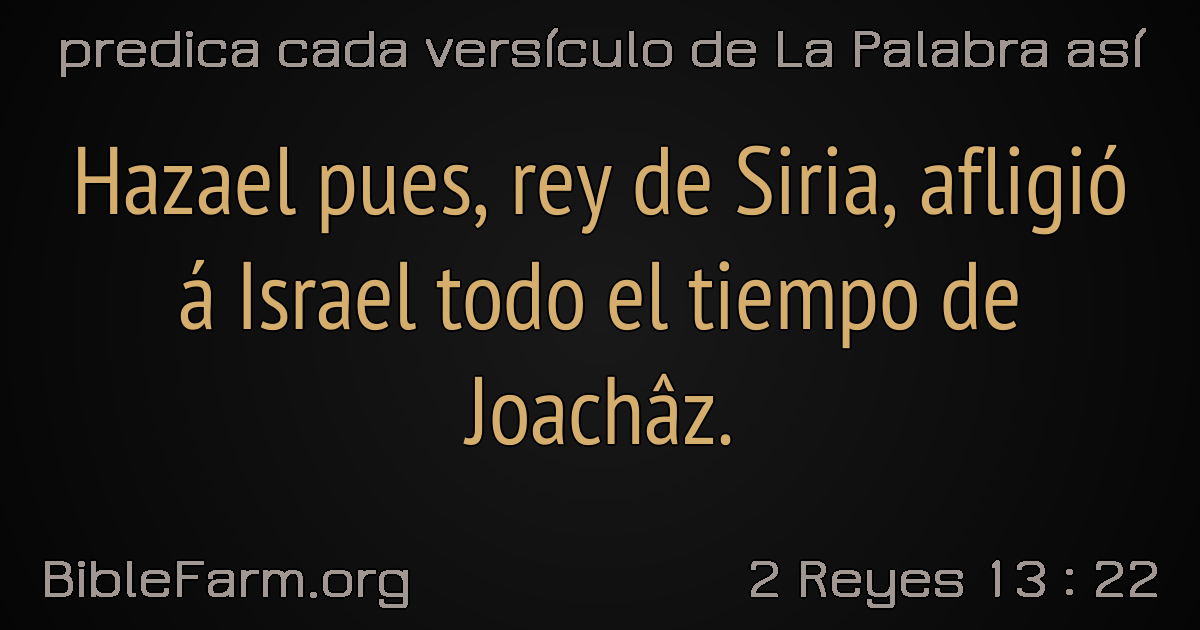 predica cada versículo de La Palabra así
Hazael pues, rey de Siria, afligió
á Israel todo el tiempo de
Joachâz.
BibleFarm.org
2 Reyes 13 : 22